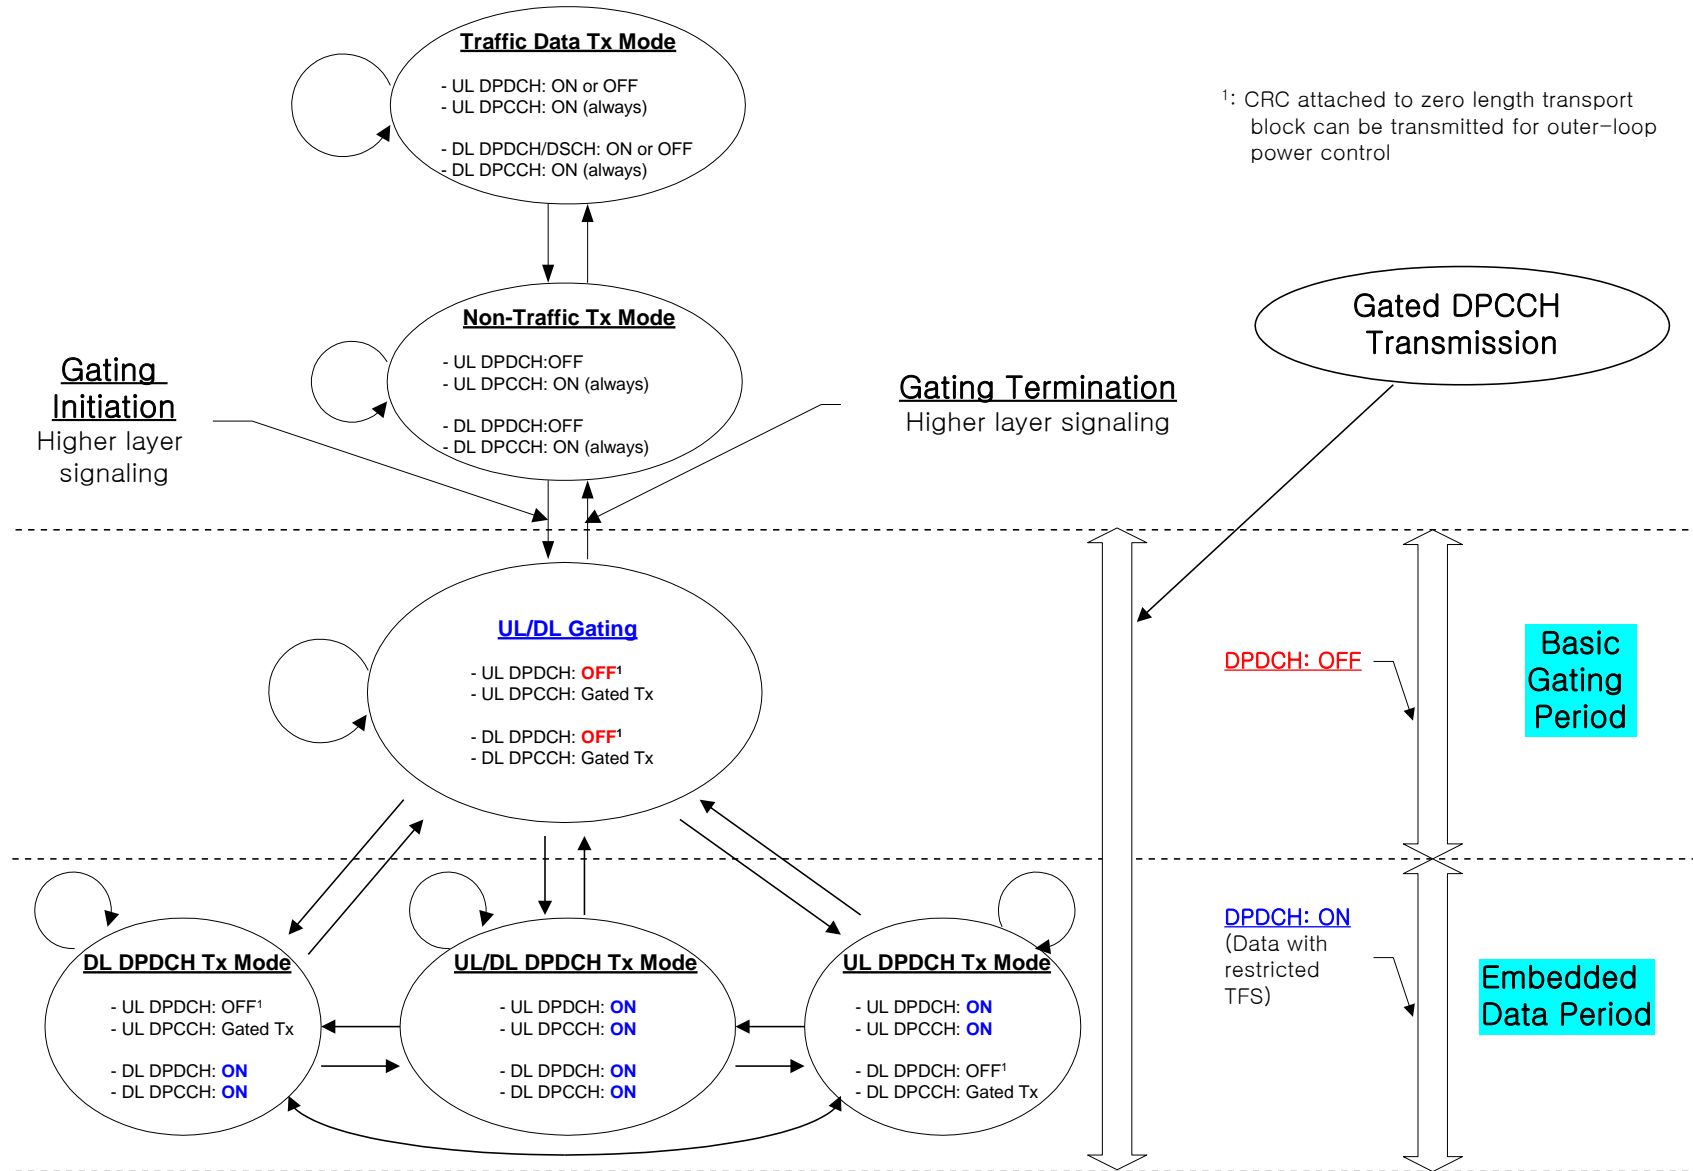 Traffic Data Tx Mode
- UL DPDCH: ON or OFF
- UL DPCCH: ON (always)
- DL DPDCH/DSCH: ON or OFF
- DL DPCCH: ON (always)
1: CRC attached to zero length transport
block can be transmitted for outer-loop
power control
Non-Traffic Tx Mode
- UL DPDCH:OFF
- UL DPCCH: ON (always)
- DL DPDCH:OFF
- DL DPCCH: ON (always)
Gated DPCCH
Transmission
Gating
Initiation
Higher layer
signaling
Gating Termination
Higher layer signaling
UL/DL Gating
- UL DPDCH: OFF1
- UL DPCCH: Gated Tx
- DL DPDCH: OFF1
- DL DPCCH: Gated Tx
DPDCH: OFF
Basic
Gating
Period
DL DPDCH Tx Mode
- UL DPDCH: OFF1
- UL DPCCH: Gated Tx
- DL DPDCH: ON
- DL DPCCH: ON
UL/DL DPDCH Tx Mode
- UL DPDCH: ON
- UL DPCCH: ON
- DL DPDCH: ON
- DL DPCCH: ON
UL DPDCH Tx Mode
- UL DPDCH: ON
- UL DPCCH: ON
- DL DPDCH: OFF1
- DL DPCCH: Gated Tx
DPDCH: ON
(Data with
restricted
TFS)
Embedded
Data Period